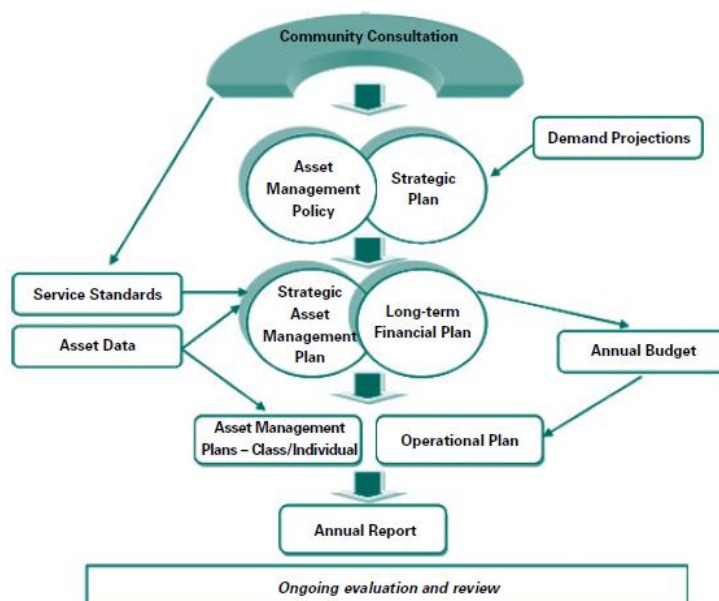 Community Consultation
Demand Projections
Asset
Management
Policy
Strategic
Plan
Service Standards
Asset Data
Strategic
Asset
Management
Plan
Long-term
Financial Plan
Annual Budget
Asset Management
Plans – Class/Individual
Operational Plan
Annual Report
Ongoing evaluation and review